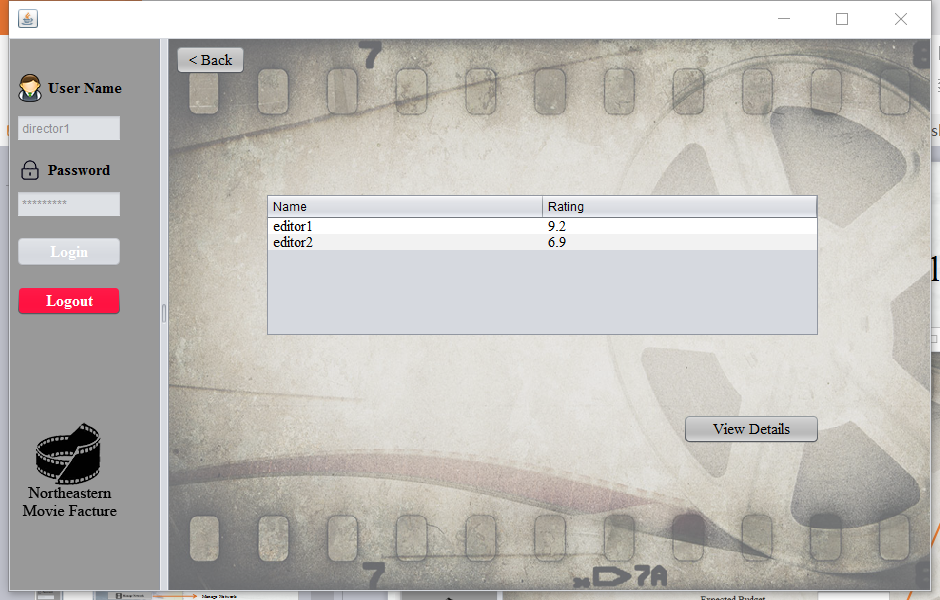 < Back
7
User Name
director1
Password
*********
Login
Logout
Name Rating
editor1 9.2
editor2 6.9
View Details
Northeastern
Movie Facture
7
7A
Expected Budget